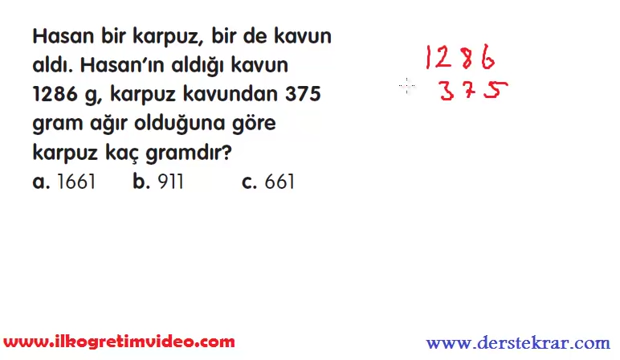 Hasan bir karpuz, bir de kavun
aldı. Hasan'ın aldığı kavun
1286 g, karpuz kavundan 375
gram ağır olduğuna göre
karpuz kaç gramdır?
a. 1661 b. 911 c. 661
1286
375
www.ilkogretimvideo.com
www.derstekrar.com